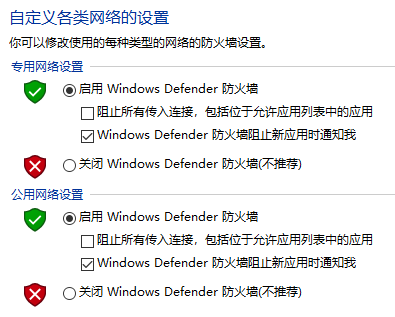 自定义各类网络的设置
你可以修改使用的每种类型的网络的防火墙设置。
专用网络设置
启用 Windows Defender 防火墙
阻止所有传入连接，包括位于允许应用列表中的应用
Windows Defender 防火墙阻止新应用时通知我
关闭 Windows Defender 防火墙(不推荐)
公用网络设置
启用 Windows Defender 防火墙
阻止所有传入连接，包括位于允许应用列表中的应用
Windows Defender 防火墙阻止新应用时通知我
关闭 Windows Defender 防火墙(不推荐)